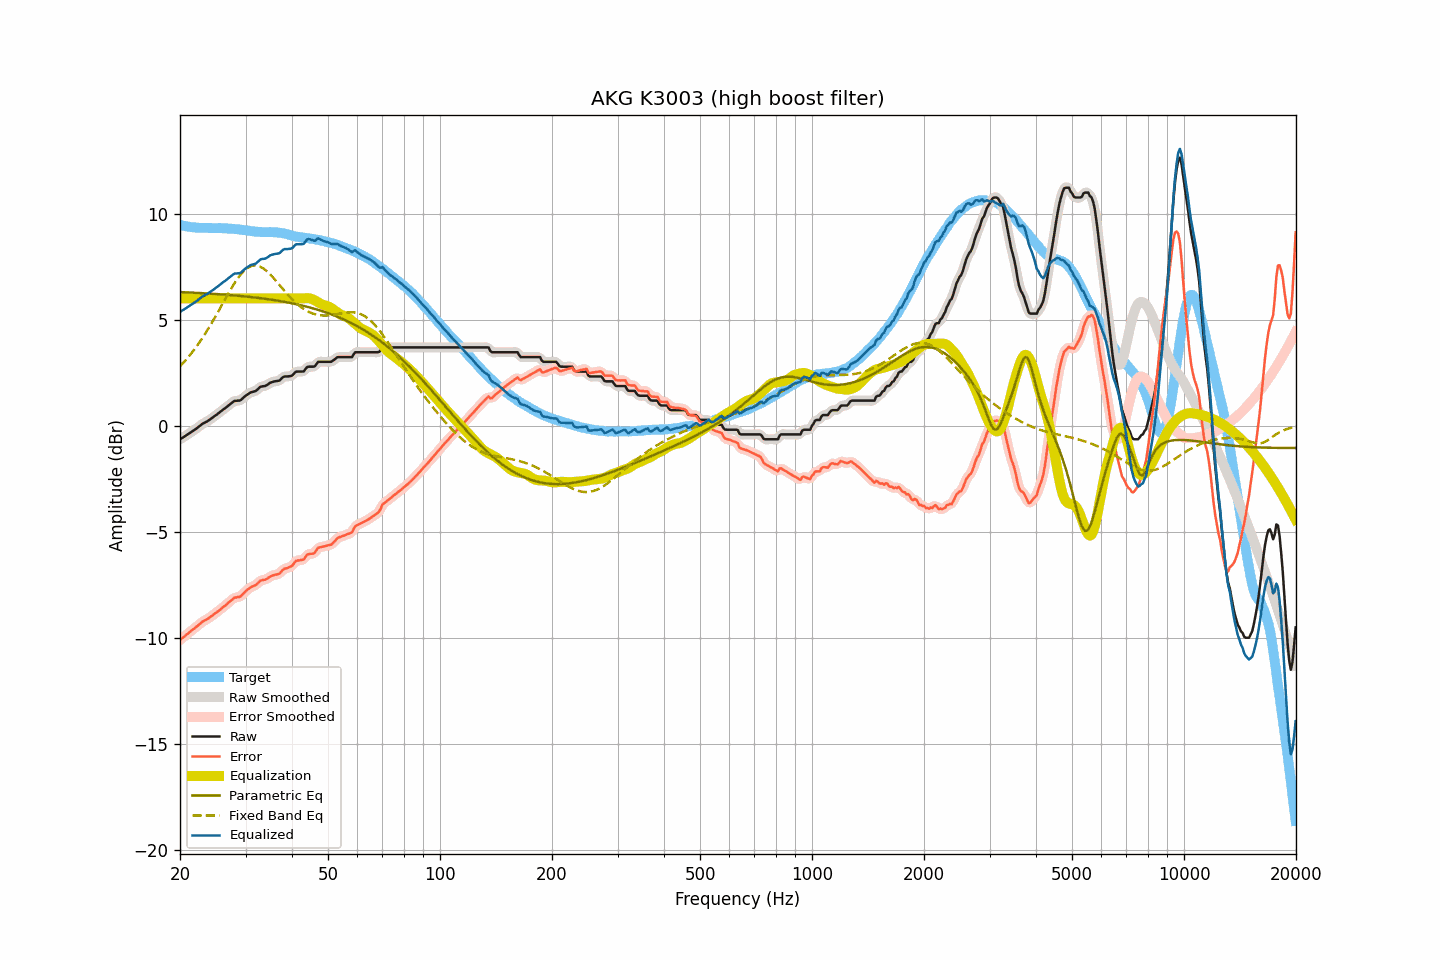 AKG K3003 (high boost filter)
10
5
0
−5
−10
−15
−20
Amplitude (dBr)
Target
Raw Smoothed
Error Smoothed
Raw
Error
Equalization
Parametric Eq
Fixed Band Eq
Equalized
20 50 100 200 500 1000 2000 5000 10000 20000
Frequency (Hz)